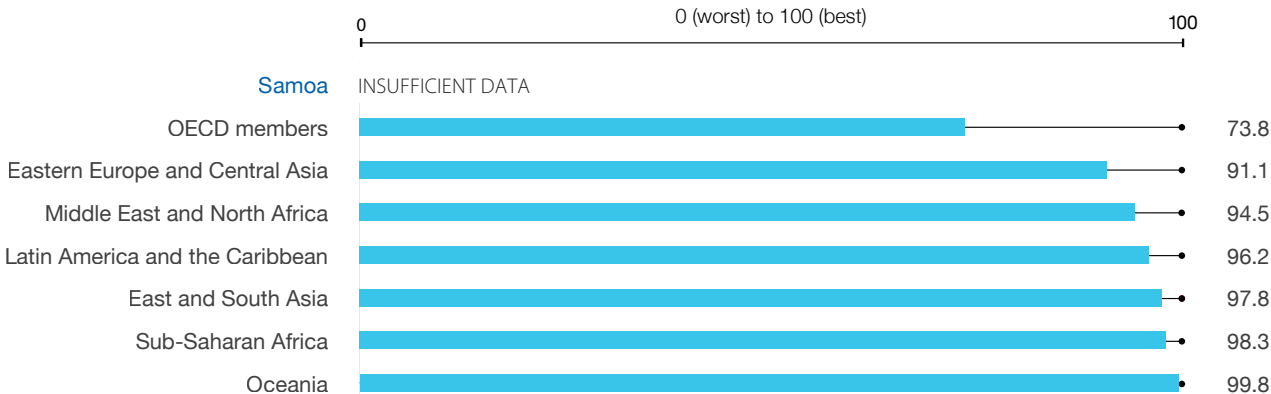 0 (worst) to 100 (best)
0 100
Samoa INSUFFICIENT DATA
OECD members 73.8
Eastern Europe and Central Asia 91.1
Middle East and North Africa 94.5
Latin America and the Caribbean 96.2
East and South Asia 97.8
Sub-Saharan Africa 98.3
Oceania 99.8